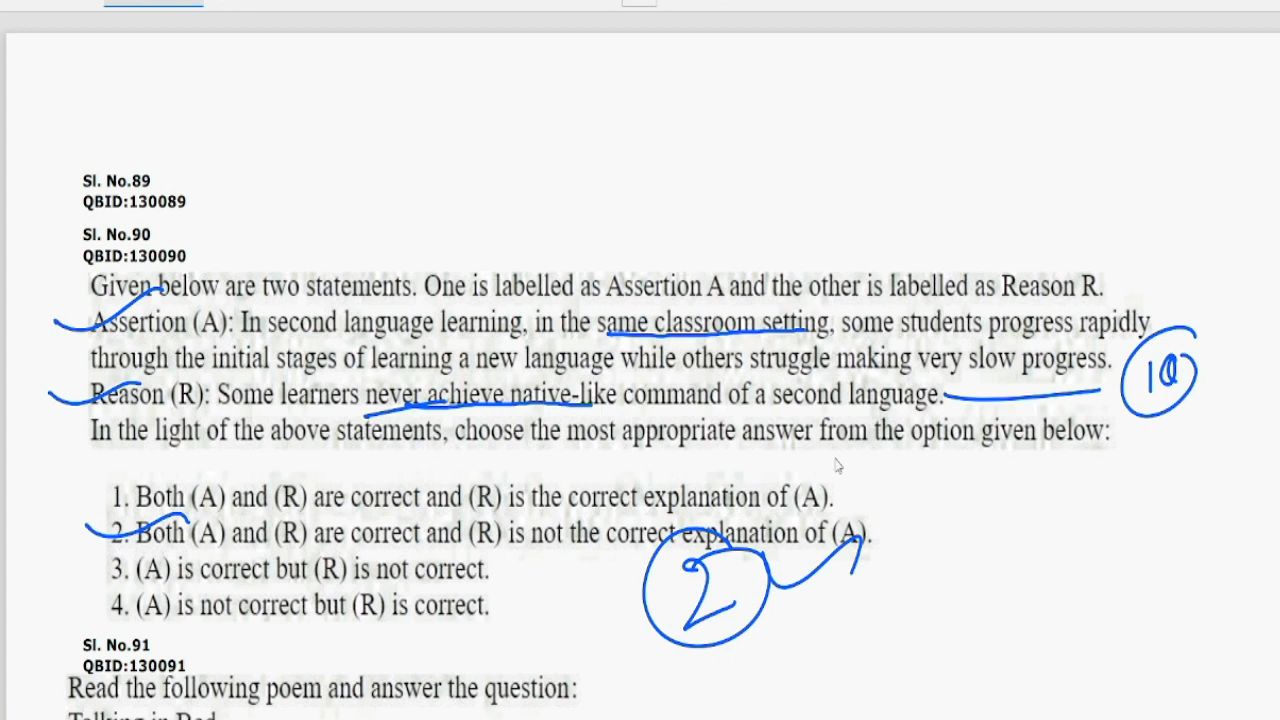 Sl. No.89
QBID:130089
Sl. No.90
QBID:130090
Given below are two statements. One is labelled as Assertion A and the other is labelled as Reason R.
Assertion (A): In second language learning, in the same classroom setting, some students progress rapidly
through the initial stages of learning a new language while others struggle making very slow progress.
Reason (R): Some learners never achieve native-like command of a second language.
In the light of the above statements, choose the most appropriate answer from the option given below:
1. Both (A) and (R) are correct and (R) is the correct explanation of (A).
2. Both (A) and (R) are correct and (R) is not the correct explanation of (A).
3. (A) is correct but (R) is not correct.
4. (A) is not correct but (R) is correct.
2
Sl. No.91
QBID:130091
Read the following poem and answer the question:
Talking in Bed